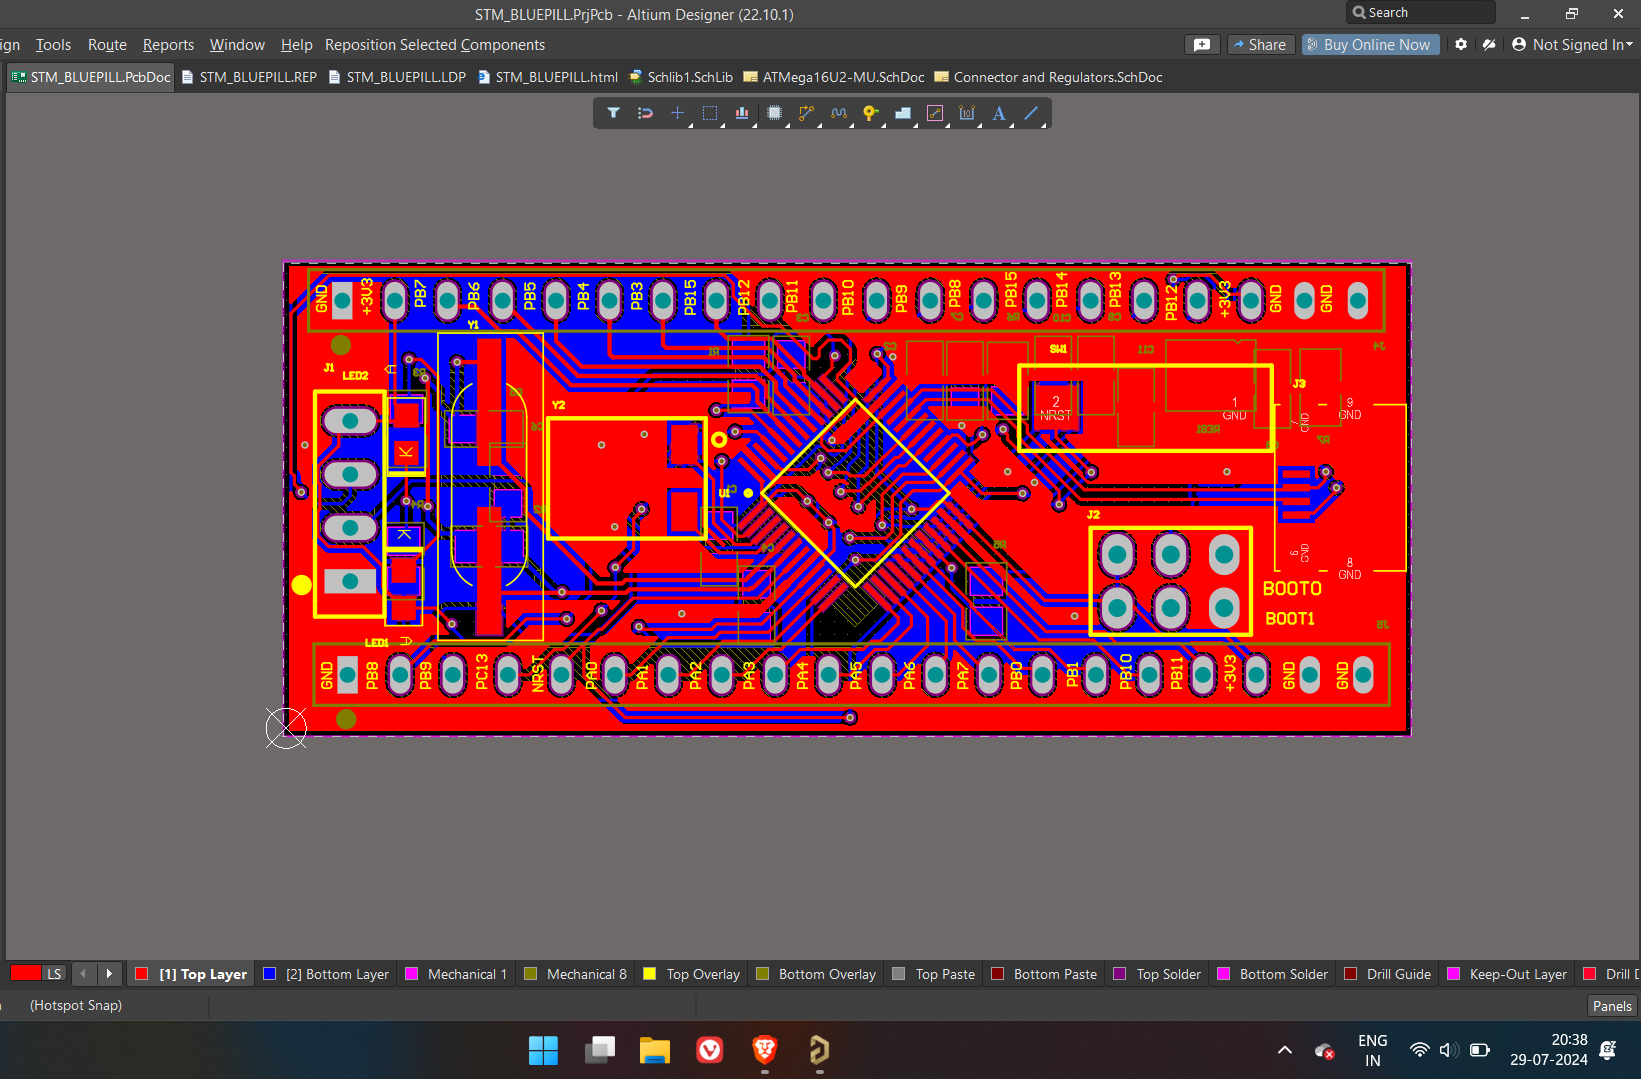 STM_BLUEPILL.PrjPcb - Altium Designer (22.10.1)
Search
ign Tools Route Reports Window Help Reposition Selected Components
Share Buy Online Now Not Signed In
STM_BLUEPILL.PcbDoc STM_BLUEPILL.REP STM_BLUEPILL.LDP STM_BLUEPILL.html Schlib1.SchLib ATMega16U2-MU.SchDoc Connector and Regulators.SchDoc
GND +3V3 PB7 PB6 PB5 PB4 PB3 PB15 PB12 PB11 PB10 PB9 PB8 PB15 PB14 PB13 PB12 +3V3 GND GND
Y1
J1
LED2
A
SW1
J4
C11
J3
Y2
2
NRST
1
GND
9
GND
7
GND
REB1
R7
K
U1
J2
K
6
GND
8
GND
BOOT0
BOOT1
J5
LED1
A
GND PB8 PB9 PC13 NRST PA0 PA1 PA2 PA3 PA4 PA5 PA6 PA7 PB0 PB1 PB10 PB11 +3V3 GND GND
LS [1] Top Layer [2] Bottom Layer Mechanical 1 Mechanical 8 Top Overlay Bottom Overlay Top Paste Bottom Paste Top Solder Bottom Solder Drill Guide Keep-Out Layer Drill D
(Hotspot Snap)
Panels
ENG
IN
20:38
29-07-2024